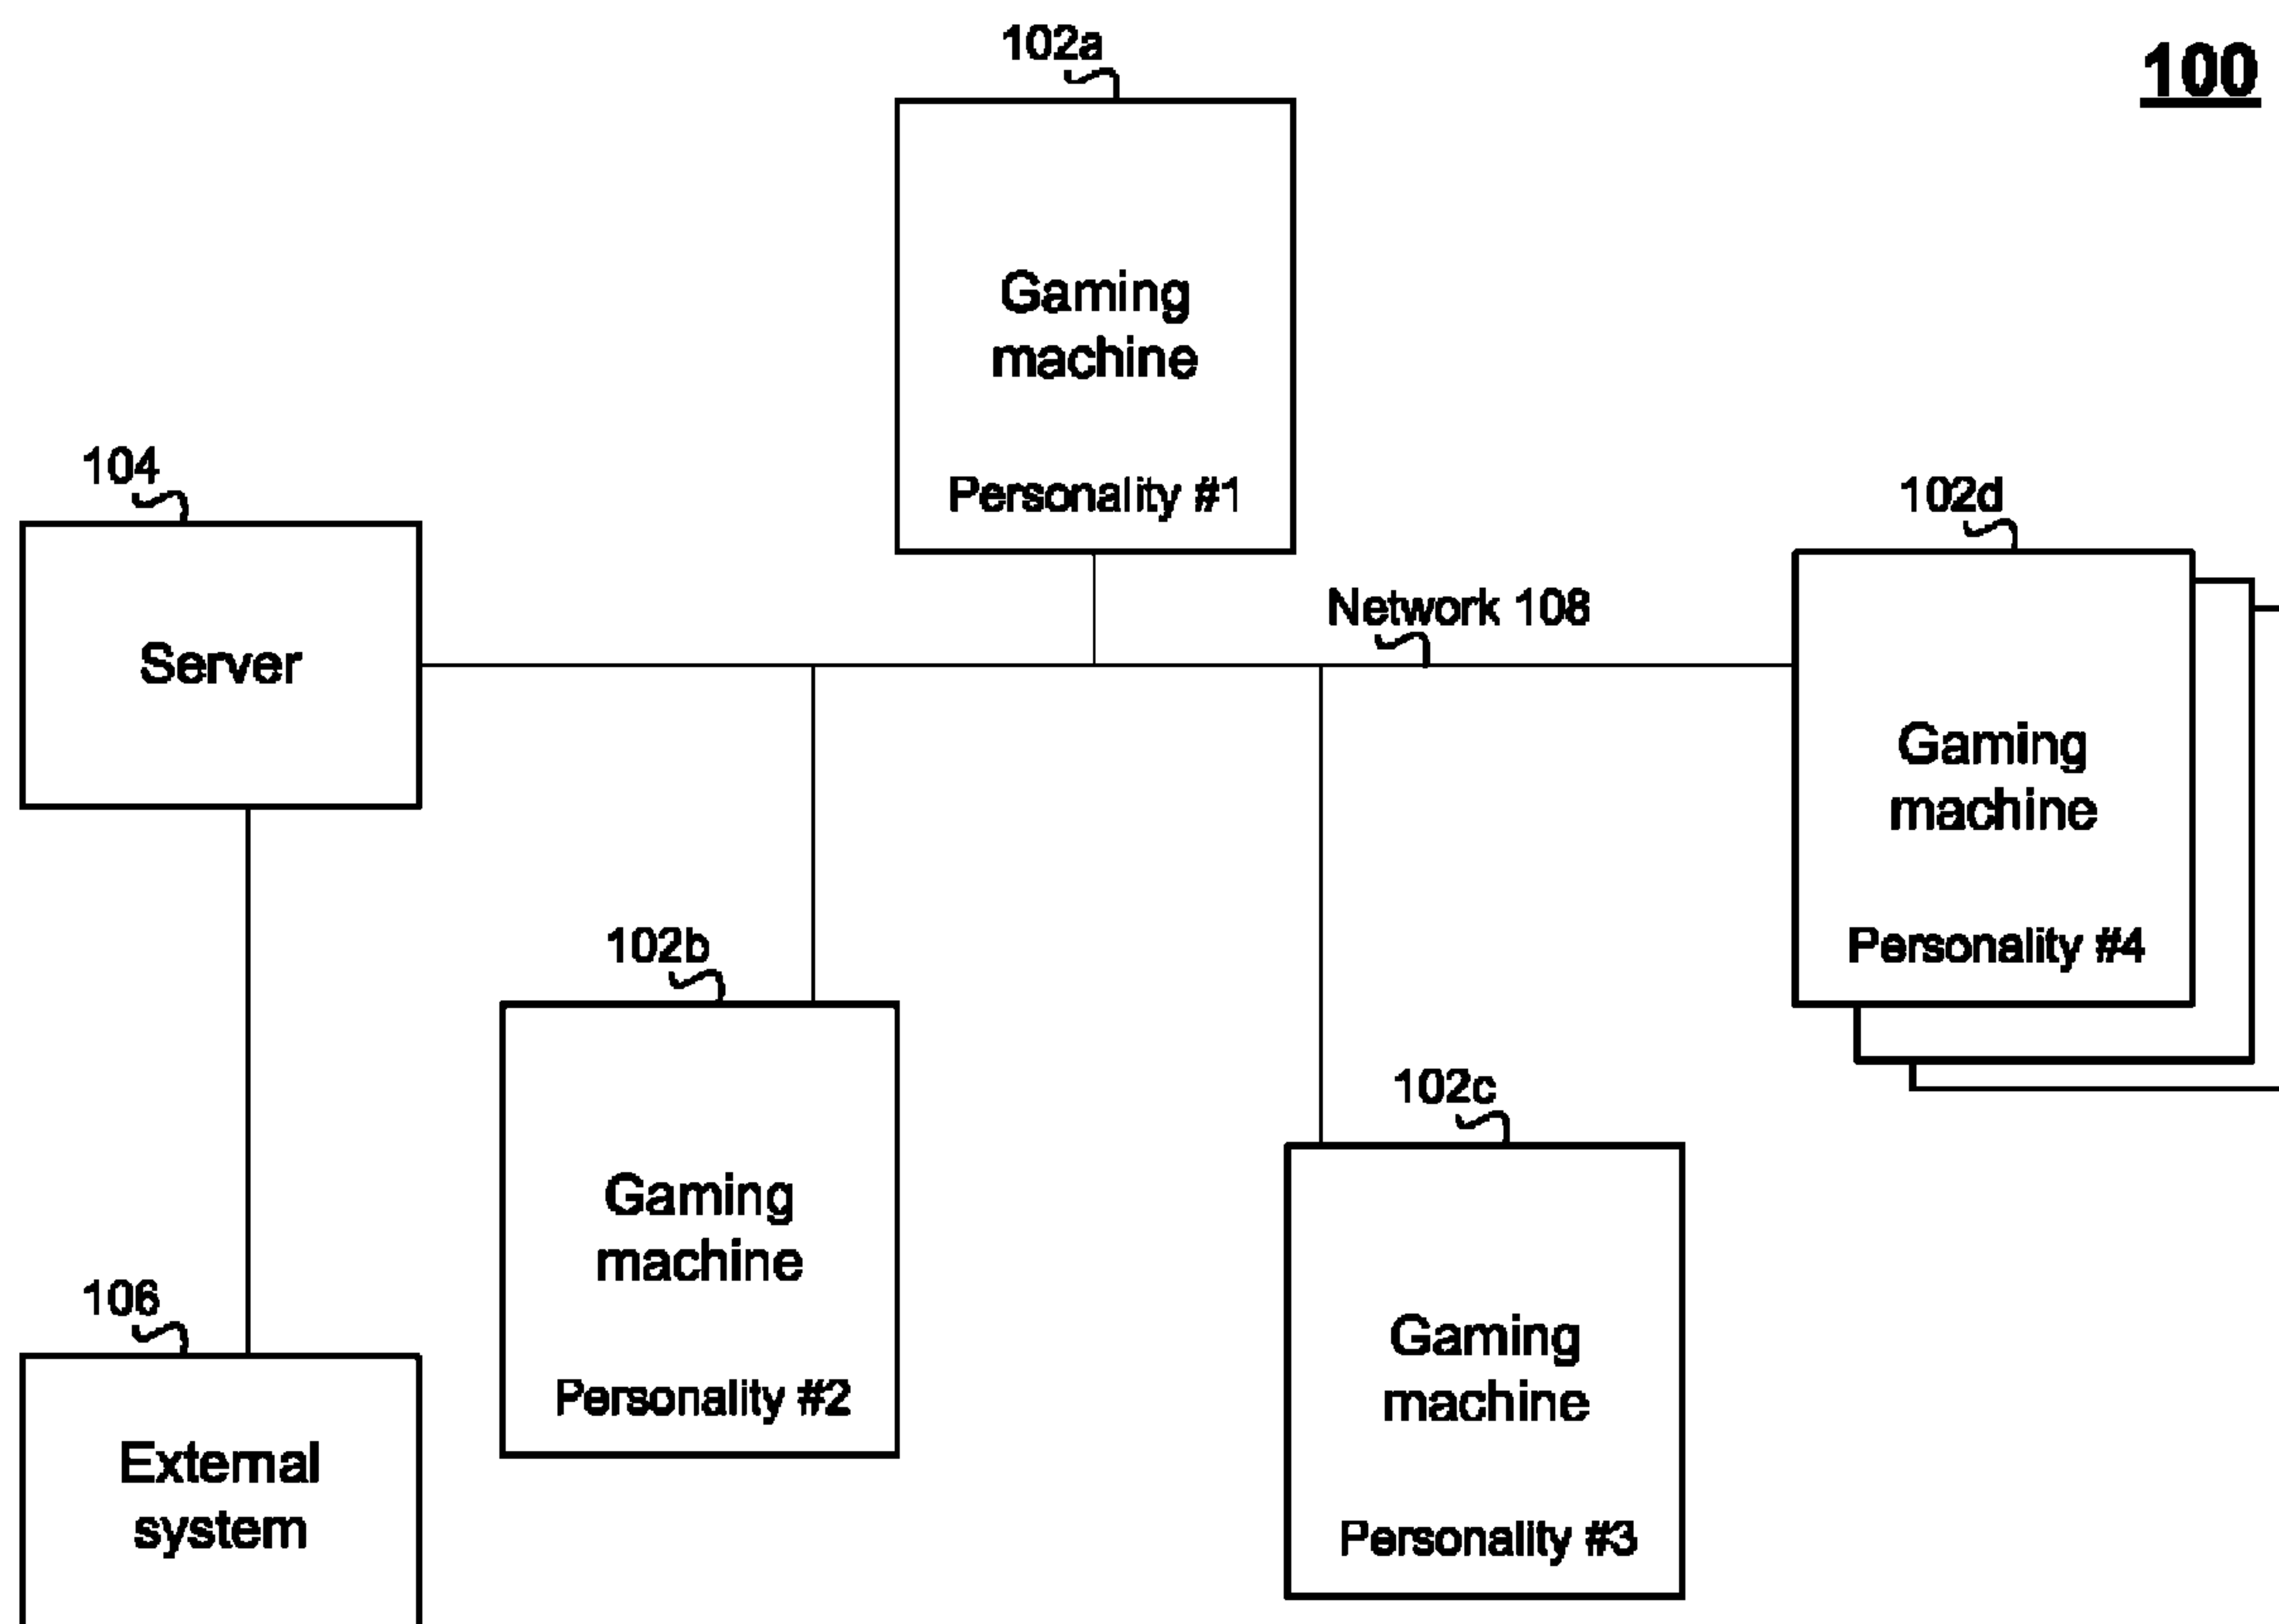 102a
100
Gaming
machine
Personality #1
104
Server
Network 108
102d
Gaming
machine
Personality #4
102b
Gaming
machine
Personality #2
102c
Gaming
machine
Personality #3
106
External
system